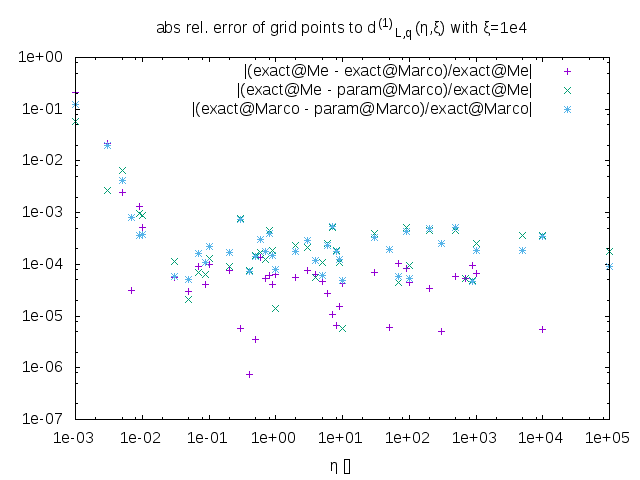 abs rel. error of grid points to d^(1)_L,q(η,ξ) with ξ=1e4
1e+00
|(exact@Me - exact@Marco)/exact@Me|
|(exact@Me - param@Marco)/exact@Me|
1e-01
|(exact@Marco - param@Marco)/exact@Marco|
1e-02
1e-03
1e-04
1e-05
1e-06
1e-07
1e-03 1e-02 1e-01 1e+00 1e+01 1e+02 1e+03 1e+04 1e+05
η []